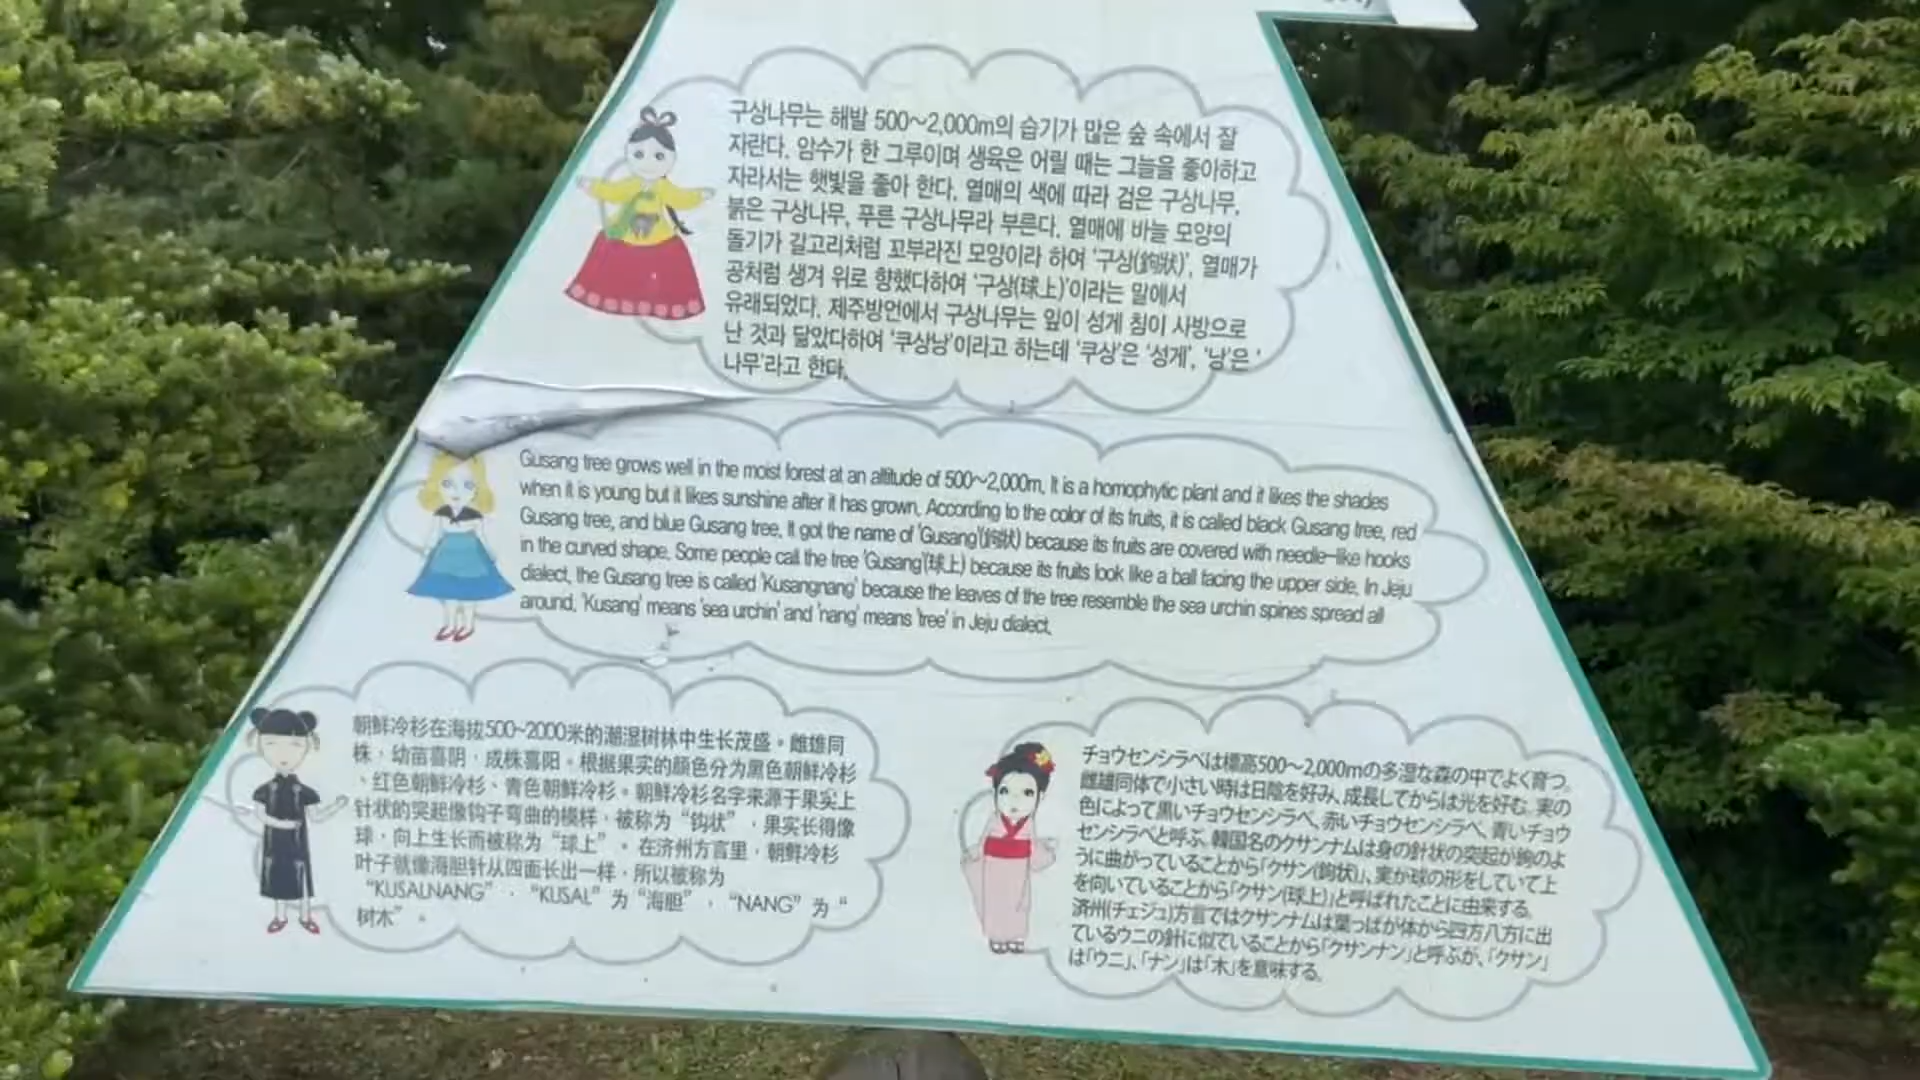 구상나무는 해발 500~2,000m의 습기가 많은 숲 속에서 잘
자란다. 암수가 한 그루이며 생육은 어릴 때는 그늘을 좋아하고
자라서는 햇빛을 좋아 한다. 열매의 색에 따라 검은 구상나무,
붉은 구상나무, 푸른 구상나무라 부른다. 열매에 바늘 모양의
돌기가 갈고리처럼 꼬부라진 모양이라 하여 '구상(鉤狀)', 열매가
공처럼 생겨 위로 향했다하여 '구상(球上)'이라는 말에서
유래되었다. 제주방언에서 구상나무는 잎이 성게 침이 사방으로
난 것과 닮았다하여 '쿠상낭'이라고 하는데 '쿠상'은 '성게', '낭'은 '
나무'라고 한다.
Gusang tree grows well in the moist forest at an altitude of 500~2,000m. It is a homophytic plant and it likes the shades
when it is young but it likes sunshine after it has grown. According to the color of its fruits, it is called black Gusang tree, red
Gusang tree, and blue Gusang tree. It got the name of 'Gusang'(鉤狀) because its fruits are covered with needle-like hooks
in the curved shape. Some people call the tree 'Gusang'(球上) because its fruits look like a ball facing the upper side. In Jeju
dialect, the Gusang tree is called 'Kusangnang' because the leaves of the tree resemble the sea urchin spines spread all
around. 'Kusang' means 'sea urchin' and 'nang' means 'tree' in Jeju dialect.
朝鲜冷杉在海拔500~2000米的潮湿树林中生长茂盛。雌雄同
株，幼苗喜阴，成株喜阳。根据果实的颜色分为黑色朝鲜冷杉
、红色朝鲜冷杉、青色朝鲜冷杉。朝鲜冷杉名字来源于果实上
针状的突起像钩子弯曲的模样，被称为“钩状”，果实长得像
球，向上生长而被称为“球上”。在济州方言里，朝鲜冷杉
叶子就像海胆针从四面长出一样，所以被称为
“KUSALNANG”，“KUSAL”为“海胆”，“NANG”为“
树木”。
チョウセンシラベは標高500~2,000mの多湿な森の中でよく育つ。
雌雄同体で小さい時は日陰を好み、成長してからは光を好む。実の
色によって黒いチョウセンシラベ、赤いチョウセンシラベ、青いチョウ
センシラベと呼ぶ。韓国名のクサンナムは身の針状の突起が鉤のよ
うに曲がっていることから「クサン(鉤状)」、実が球の形をしていて上
を向いていることから「クサン(球上)」と呼ばれたことに由来する。
済州(チェジュ)方言ではクサンナムは葉っぱが体から四方八方に出
ているウニの針に似ていることから「クサンナン」と呼ぶが、「クサン」
は「ウニ」、「ナン」は「木」を意味する。